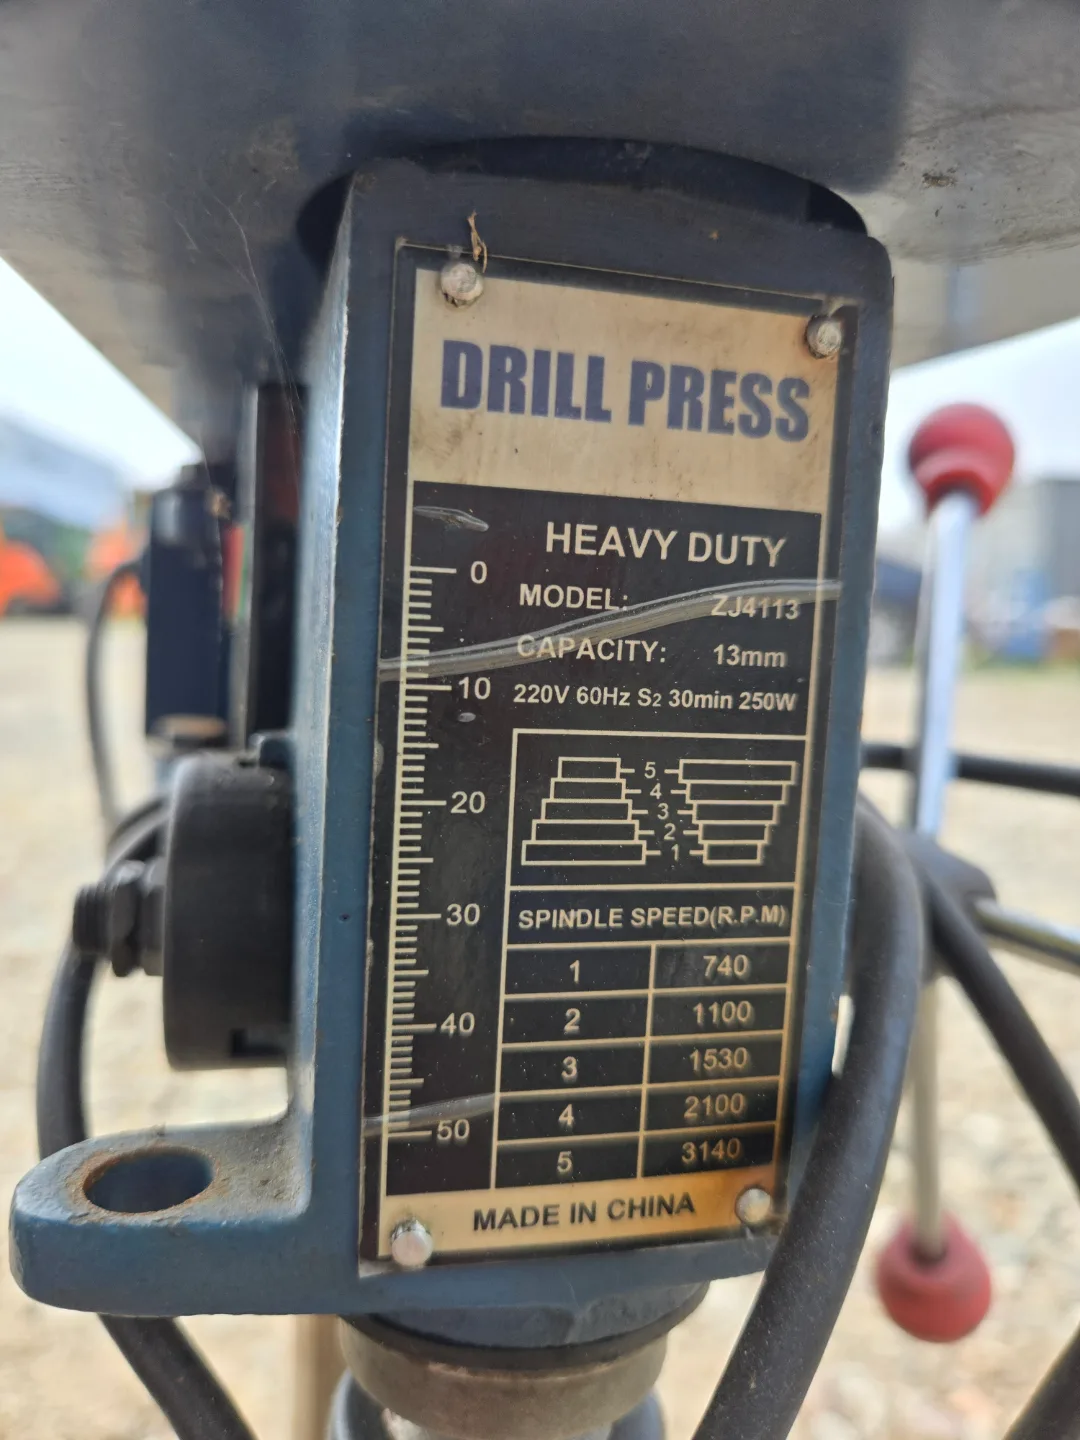 DRILL PRESS
HEAVY DUTY
MODEL: ZJ4113
CAPACITY: 13mm
220V 60Hz S2 30min 250W
0
10
20
30
40
50
5
4
3
2
1
SPINDLE SPEED(R.P.M)
1 740
2 1100
3 1530
4 2100
5 3140
MADE IN CHINA